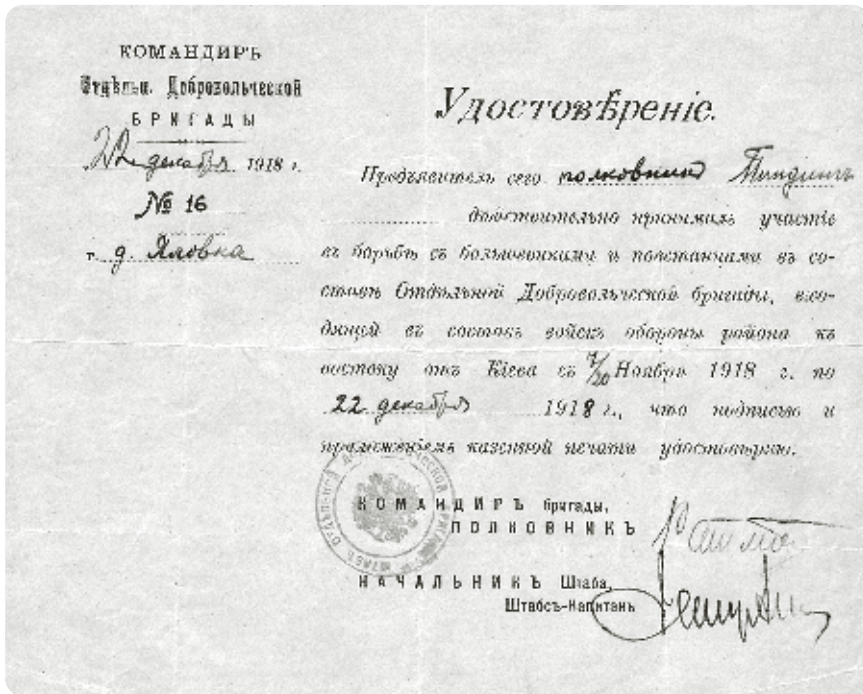 КОМАНДИРЪ
Отдѣльн. Добровольческой
БРИГАДЫ
22 декабря 1918 г.
№ 16
г. д. Яловка
Удостовѣреніе.
Предъявитель сего полковникъ
дѣйствительно принималъ участіе
въ борьбѣ съ большевиками и повстанцами въ со-
ставѣ Отдѣльной Добровольческой бригады, вхо-
дящей въ составъ войскъ обороны района къ
востоку отъ Кіева съ 7/20 Ноября 1918 г. по
22 декабря 1918 г., что подписью и
приложеніемъ казенной печати удостовѣряю.
КОМАНДИРЪ бригады,
ПОЛКОВНИКЪ
НАЧАЛЬНИКЪ Штаба,
Штабсъ-Капитанъ